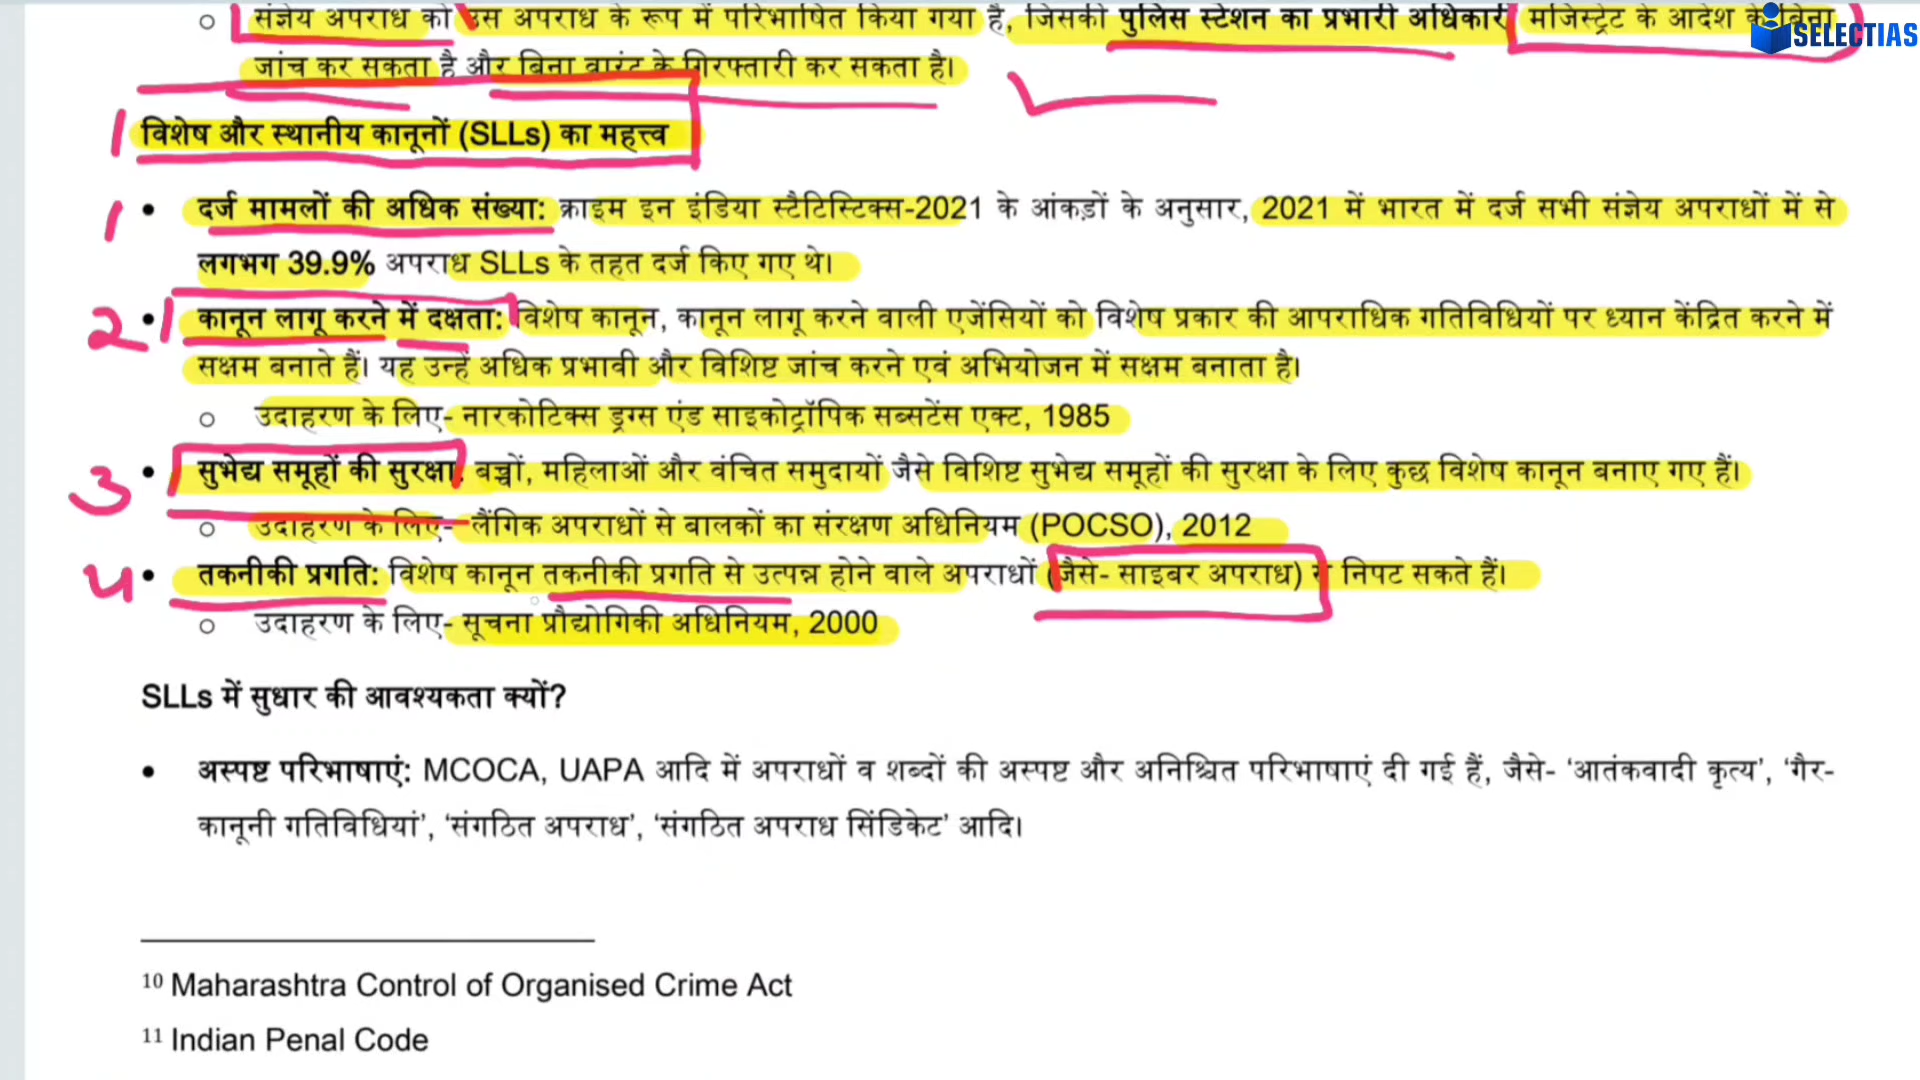 ○ संज्ञेय अपराध को उस अपराध के रूप में परिभाषित किया गया है, जिसकी पुलिस स्टेशन का प्रभारी अधिकारी मजिस्ट्रेट के आदेश के बिना
SELECTIAS
जांच कर सकता है और बिना वारंट के गिरफ्तारी कर सकता है।
1 विशेष और स्थानीय कानूनों (SLLs) का महत्त्व
1 • दर्ज मामलों की अधिक संख्या: क्राइम इन इंडिया स्टैटिस्टिक्स-2021 के आंकड़ों के अनुसार, 2021 में भारत में दर्ज सभी संज्ञेय अपराधों में से
लगभग 39.9% अपराध SLLs के तहत दर्ज किए गए थे।
2 • कानून लागू करने में दक्षता: विशेष कानून, कानून लागू करने वाली एजेंसियों को विशेष प्रकार की आपराधिक गतिविधियों पर ध्यान केंद्रित करने में
सक्षम बनाते हैं। यह उन्हें अधिक प्रभावी और विशिष्ट जांच करने एवं अभियोजन में सक्षम बनाता है।
○ उदाहरण के लिए- नारकोटिक्स ड्रग्स एंड साइकोट्रॉपिक सब्सटेंस एक्ट, 1985
3 • सुभेद्य समूहों की सुरक्षा: बच्चों, महिलाओं और वंचित समुदायों जैसे विशिष्ट सुभेद्य समूहों की सुरक्षा के लिए कुछ विशेष कानून बनाए गए हैं।
○ उदाहरण के लिए- लैंगिक अपराधों से बालकों का संरक्षण अधिनियम (POCSO), 2012
4 • तकनीकी प्रगति: विशेष कानून तकनीकी प्रगति से उत्पन्न होने वाले अपराधों (जैसे- साइबर अपराध) से निपट सकते हैं।
○ उदाहरण के लिए- सूचना प्रौद्योगिकी अधिनियम, 2000
SLLs में सुधार की आवश्यकता क्यों?
• अस्पष्ट परिभाषाएं: MCOCA, UAPA आदि में अपराधों व शब्दों की अस्पष्ट और अनिश्चित परिभाषाएं दी गई हैं, जैसे- ‘आतंकवादी कृत्य’, ‘गैर-
कानूनी गतिविधियां’, ‘संगठित अपराध’, ‘संगठित अपराध सिंडिकेट’ आदि।
10 Maharashtra Control of Organised Crime Act
11 Indian Penal Code